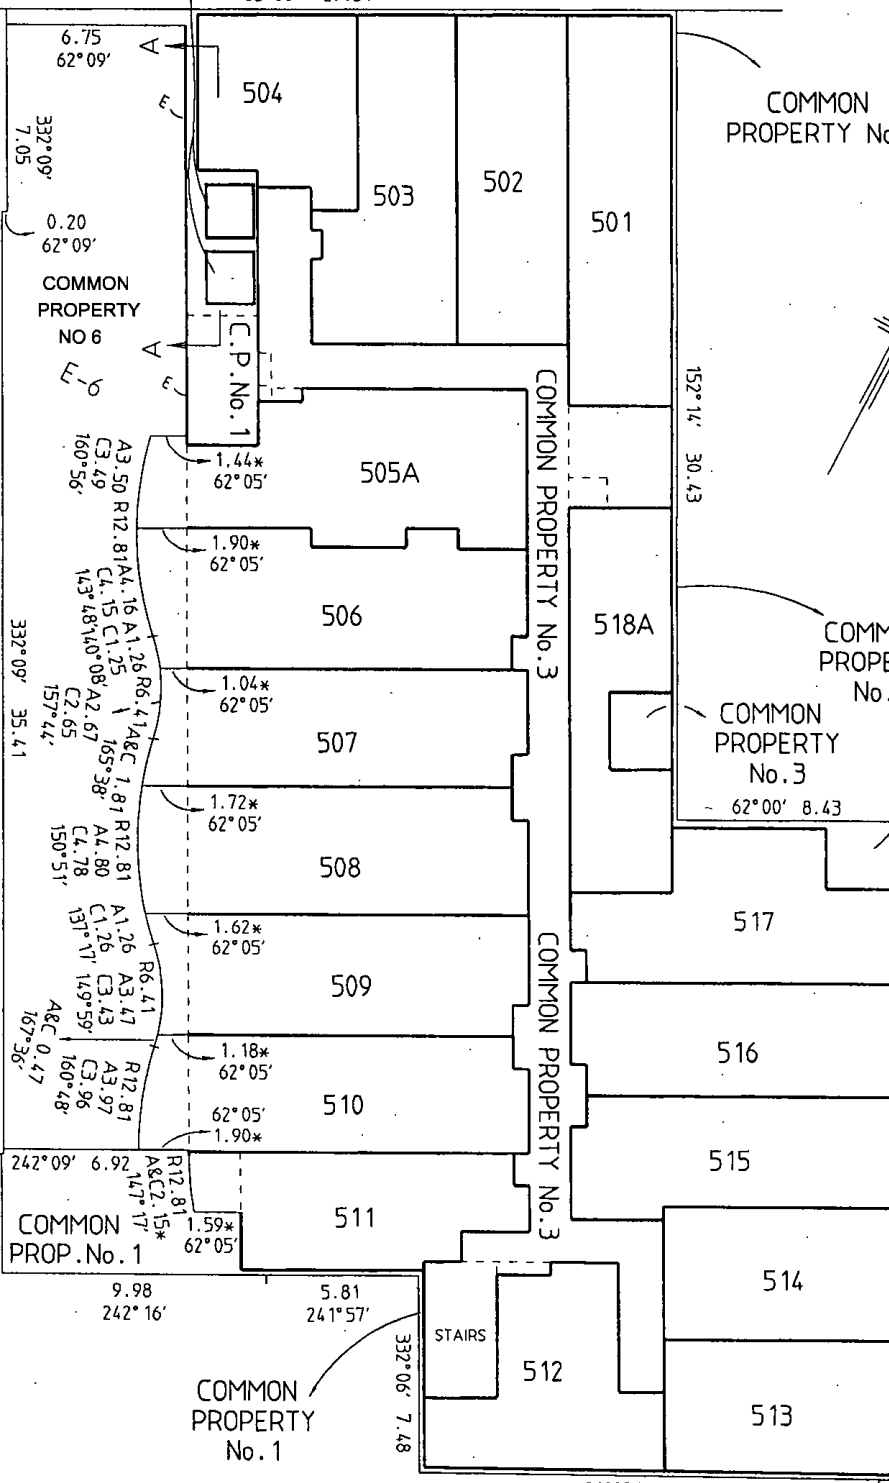 6.75
62°09'
A
E
504
332°09'
7.05
0.20
62°09'
COMMON
PROPERTY
NO 6
E-6
A
E
C.P.No.1
503
502
501
COMMON
PROPERTY
152°14' 30.43
1.44*
62°05'
505A
COMMON PROPERTY No.3
A3.50 R12.81
C3.49
160°56'
1.90*
62°05'
506
518A
A4.16 A1.26 R6.41
C4.15 C1.25
143°48' 140°08'
1.04*
62°05'
332°09' 35.41
A2.67
C2.65
157°44'
A&C 1.81
165°38'
507
COMMON
PROPERTY
No.3
1.72*
62°05'
62°00' 8.43
R12.81
A4.80
C4.78
150°51'
508
517
1.62*
62°05'
COMMON PROPERTY No.3
A1.26
C1.26
137°17'
R6.41
A3.47
C3.43
149°59'
509
516
A&C 0.47
167°36'
1.18*
62°05'
R12.81
A3.97
C3.96
160°48'
62°05'
1.90*
510
515
242°09' 6.92
R12.81
A&C2.15*
147°17'
1.59*
62°05'
511
COMMON
PROP.No.1
514
9.98
242°16'
5.81
241°57'
STAIRS
512
332°06' 7.48
COMMON
PROPERTY
No.1
513